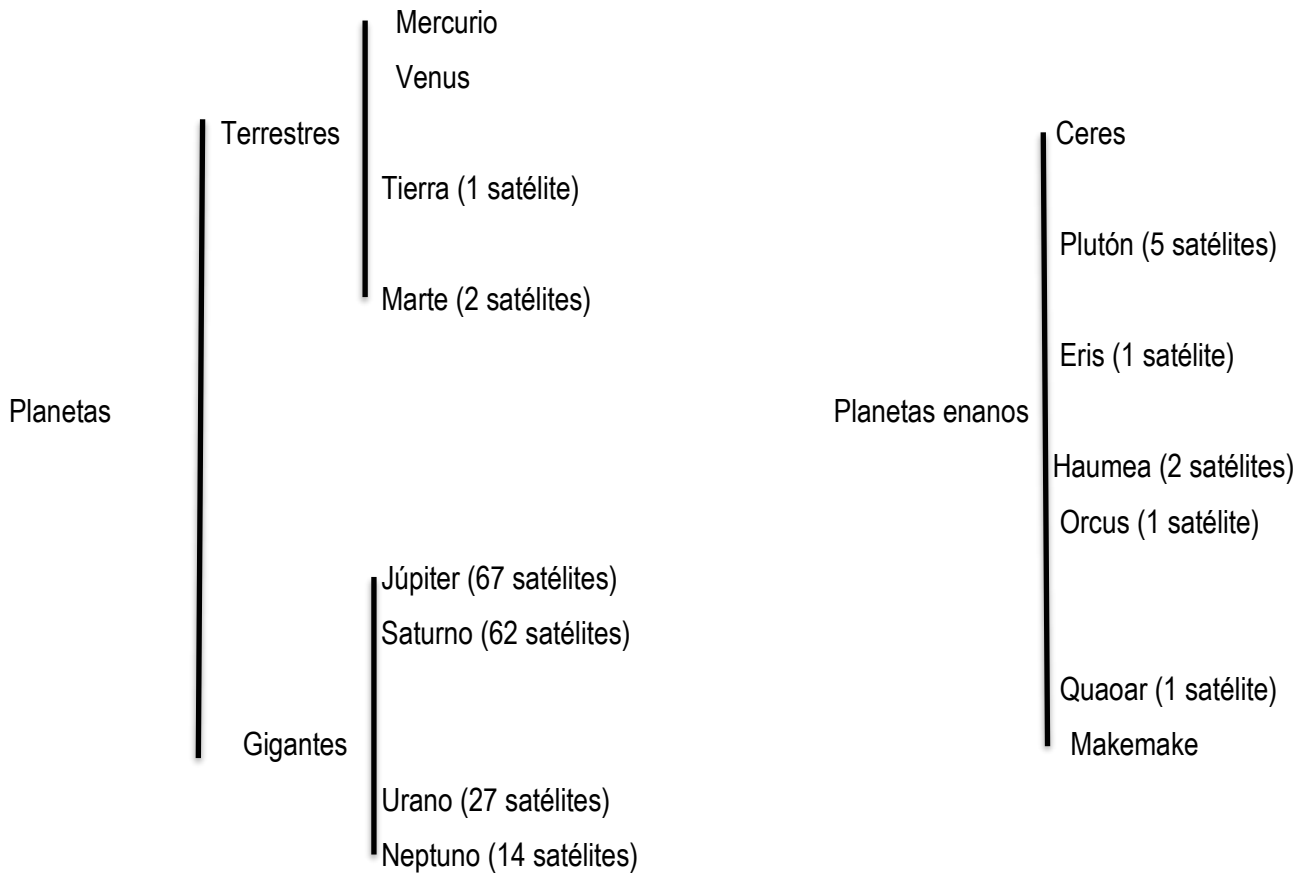 Mercurio
Venus
Terrestres
Tierra (1 satélite)
Marte (2 satélites)
Planetas
Júpiter (67 satélites)
Saturno (62 satélites)
Gigantes
Urano (27 satélites)
Neptuno (14 satélites)
Ceres
Plutón (5 satélites)
Eris (1 satélite)
Planetas enanos
Haumea (2 satélites)
Orcus (1 satélite)
Quaoar (1 satélite)
Makemake